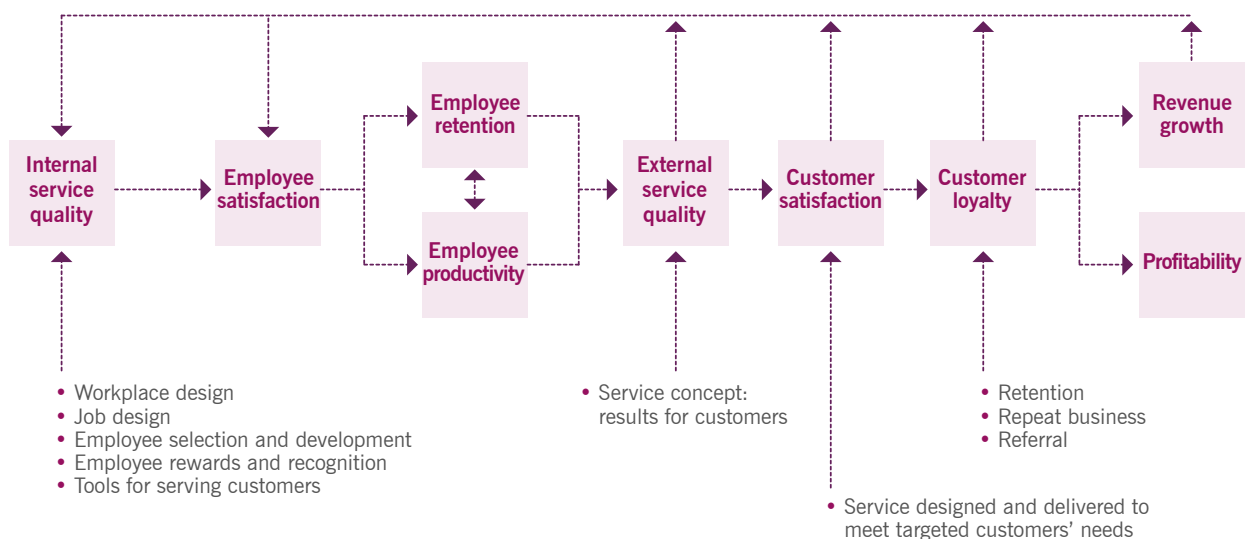 Employee
retention
Revenue
growth
Internal
service
quality
Employee
satisfaction
External
service
quality
Customer
satisfaction
Customer
loyalty
Employee
productivity
Profitability
• Workplace design
• Job design
• Employee selection and development
• Employee rewards and recognition
• Tools for serving customers
• Service concept:
results for customers
• Retention
• Repeat business
• Referral
• Service designed and delivered to
meet targeted customers’ needs